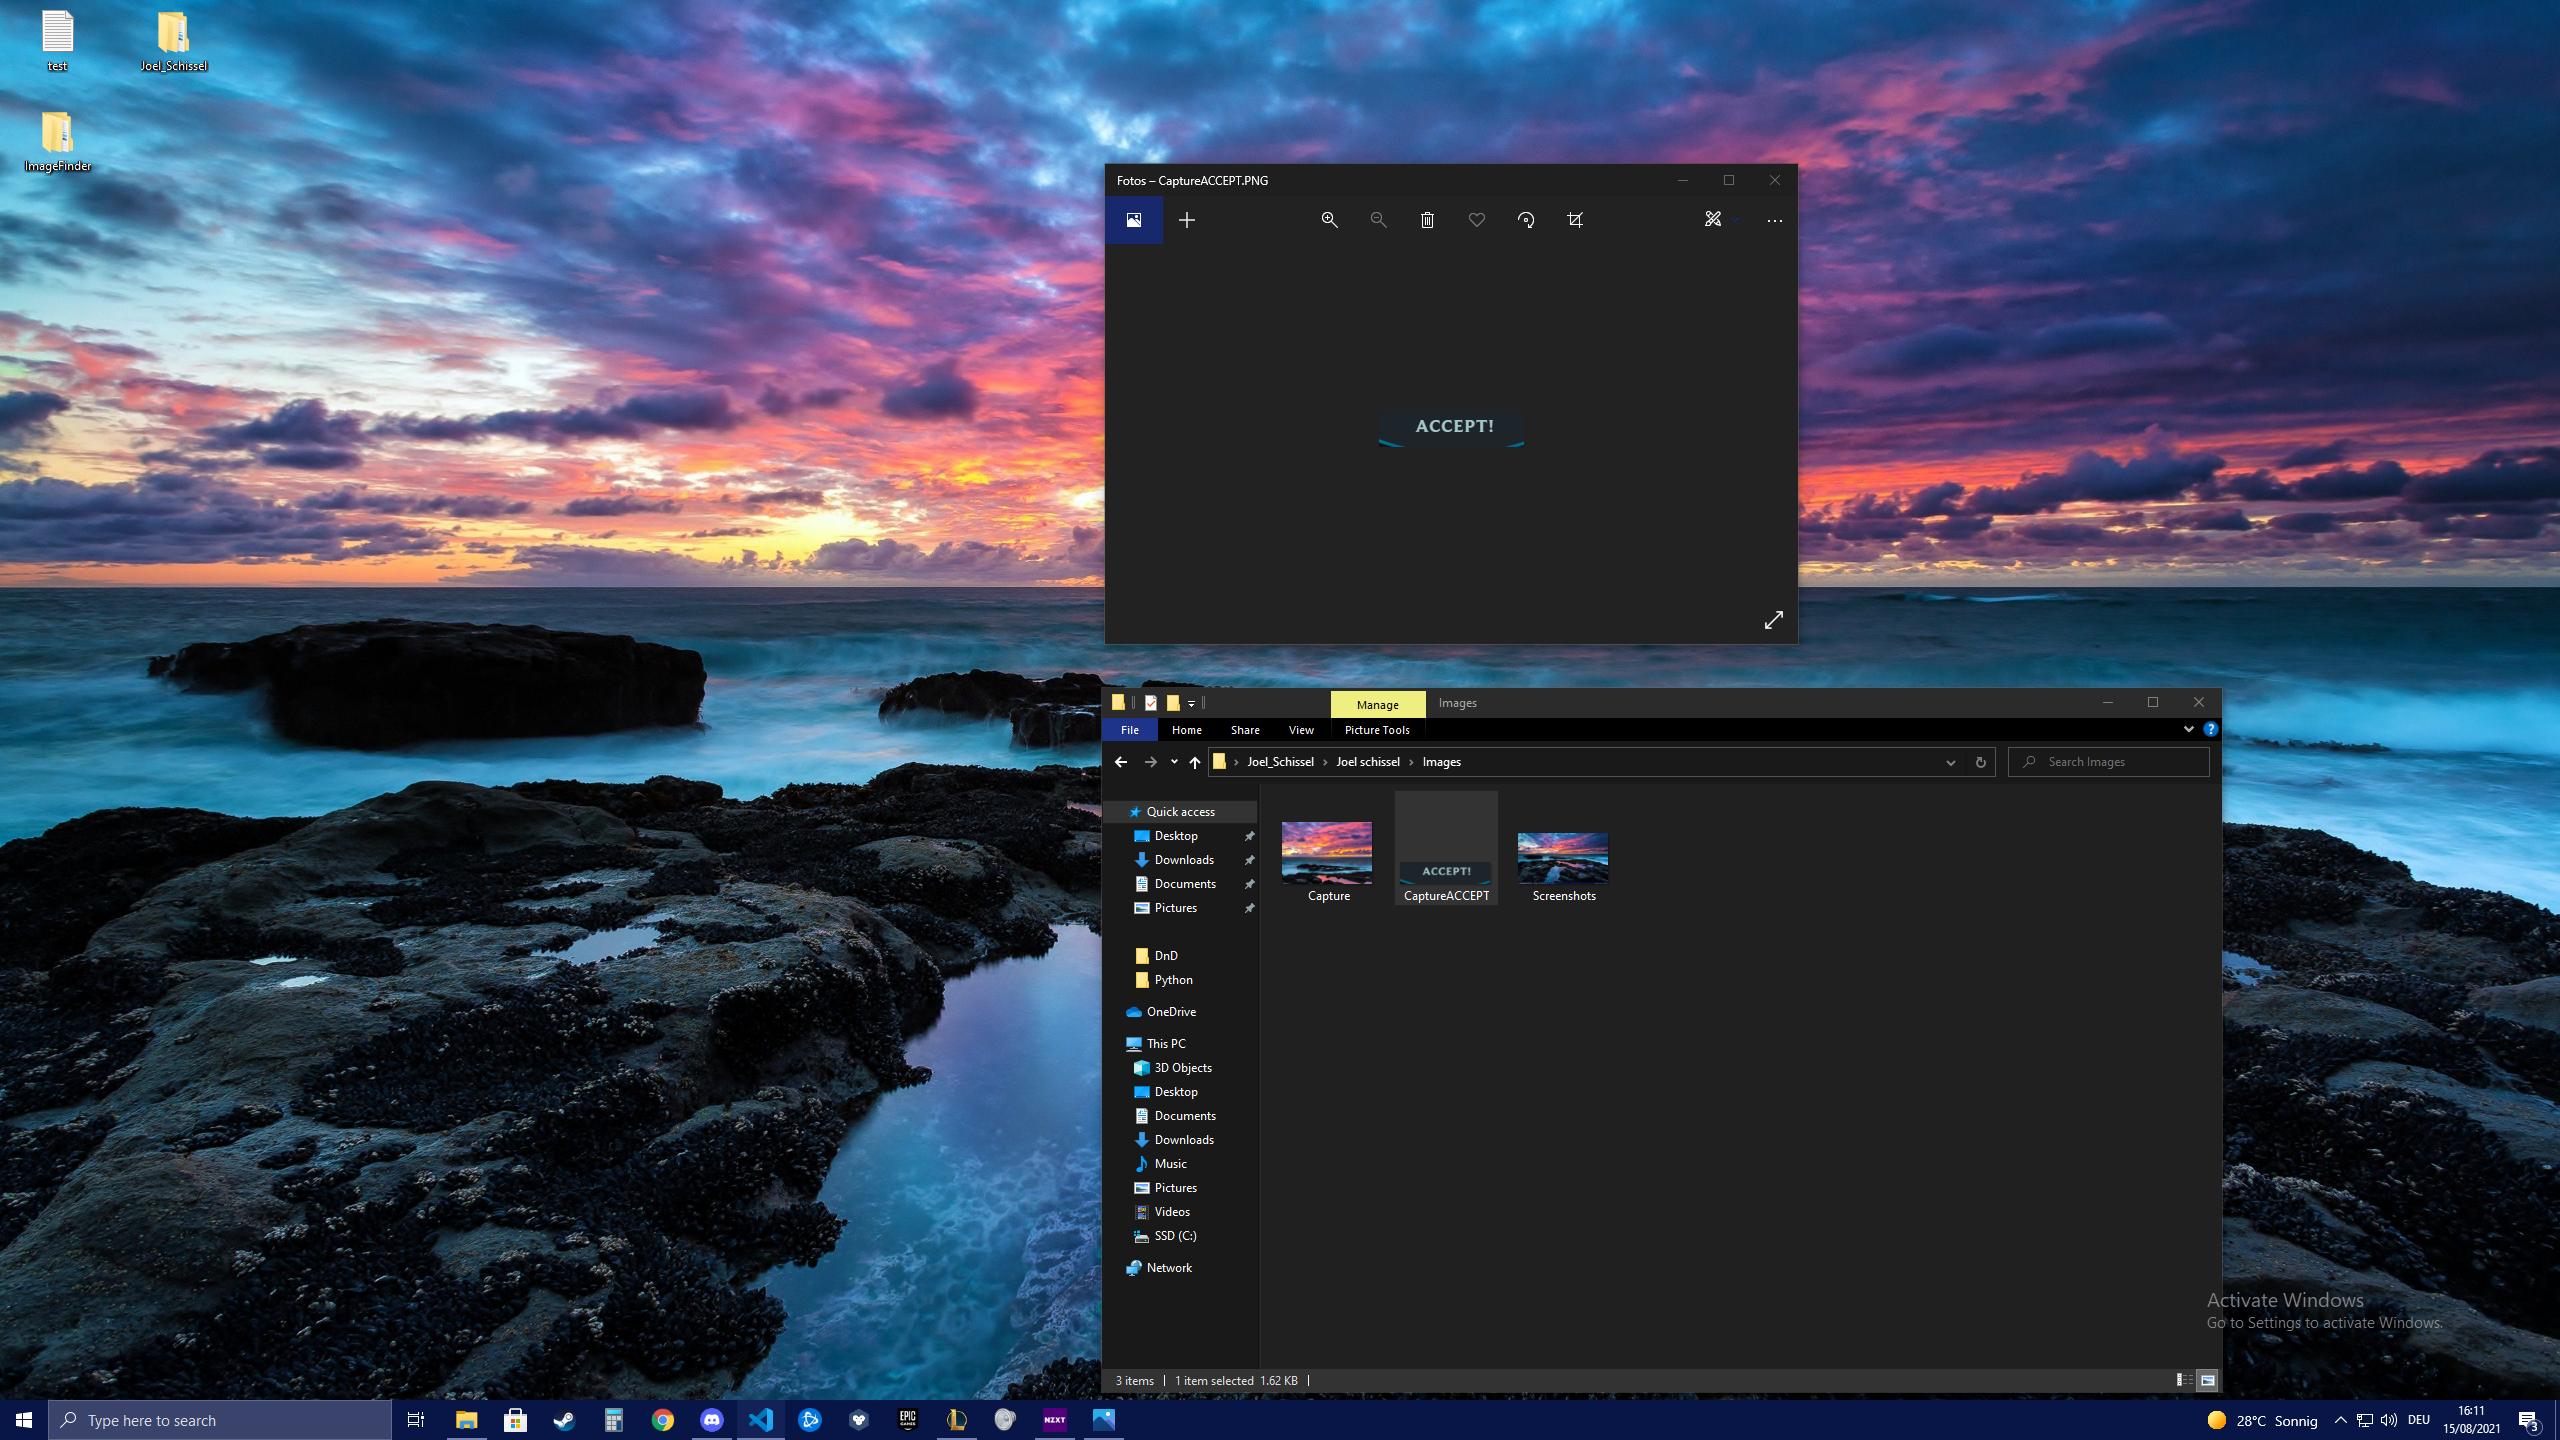 test
Joel_Schissel
ImageFinder
Fotos – CaptureACCEPT.PNG
ACCEPT!
Manage
Images
File
Home
Share
View
Picture Tools
Joel_Schissel
Joel schissel
Images
Search Images
Quick access
Desktop
Downloads
Documents
Pictures
DnD
Python
OneDrive
This PC
3D Objects
Desktop
Documents
Downloads
Music
Pictures
Videos
SSD (C:)
Network
ACCEPT!
Capture
CaptureACCEPT
Screenshots
Activate Windows
Go to Settings to activate Windows.
3 items
1 item selected 1.62 KB
Type here to search
EPIC
GAMES
NZXT
28°C Sonnig
DEU
16:11
15/08/2021
3